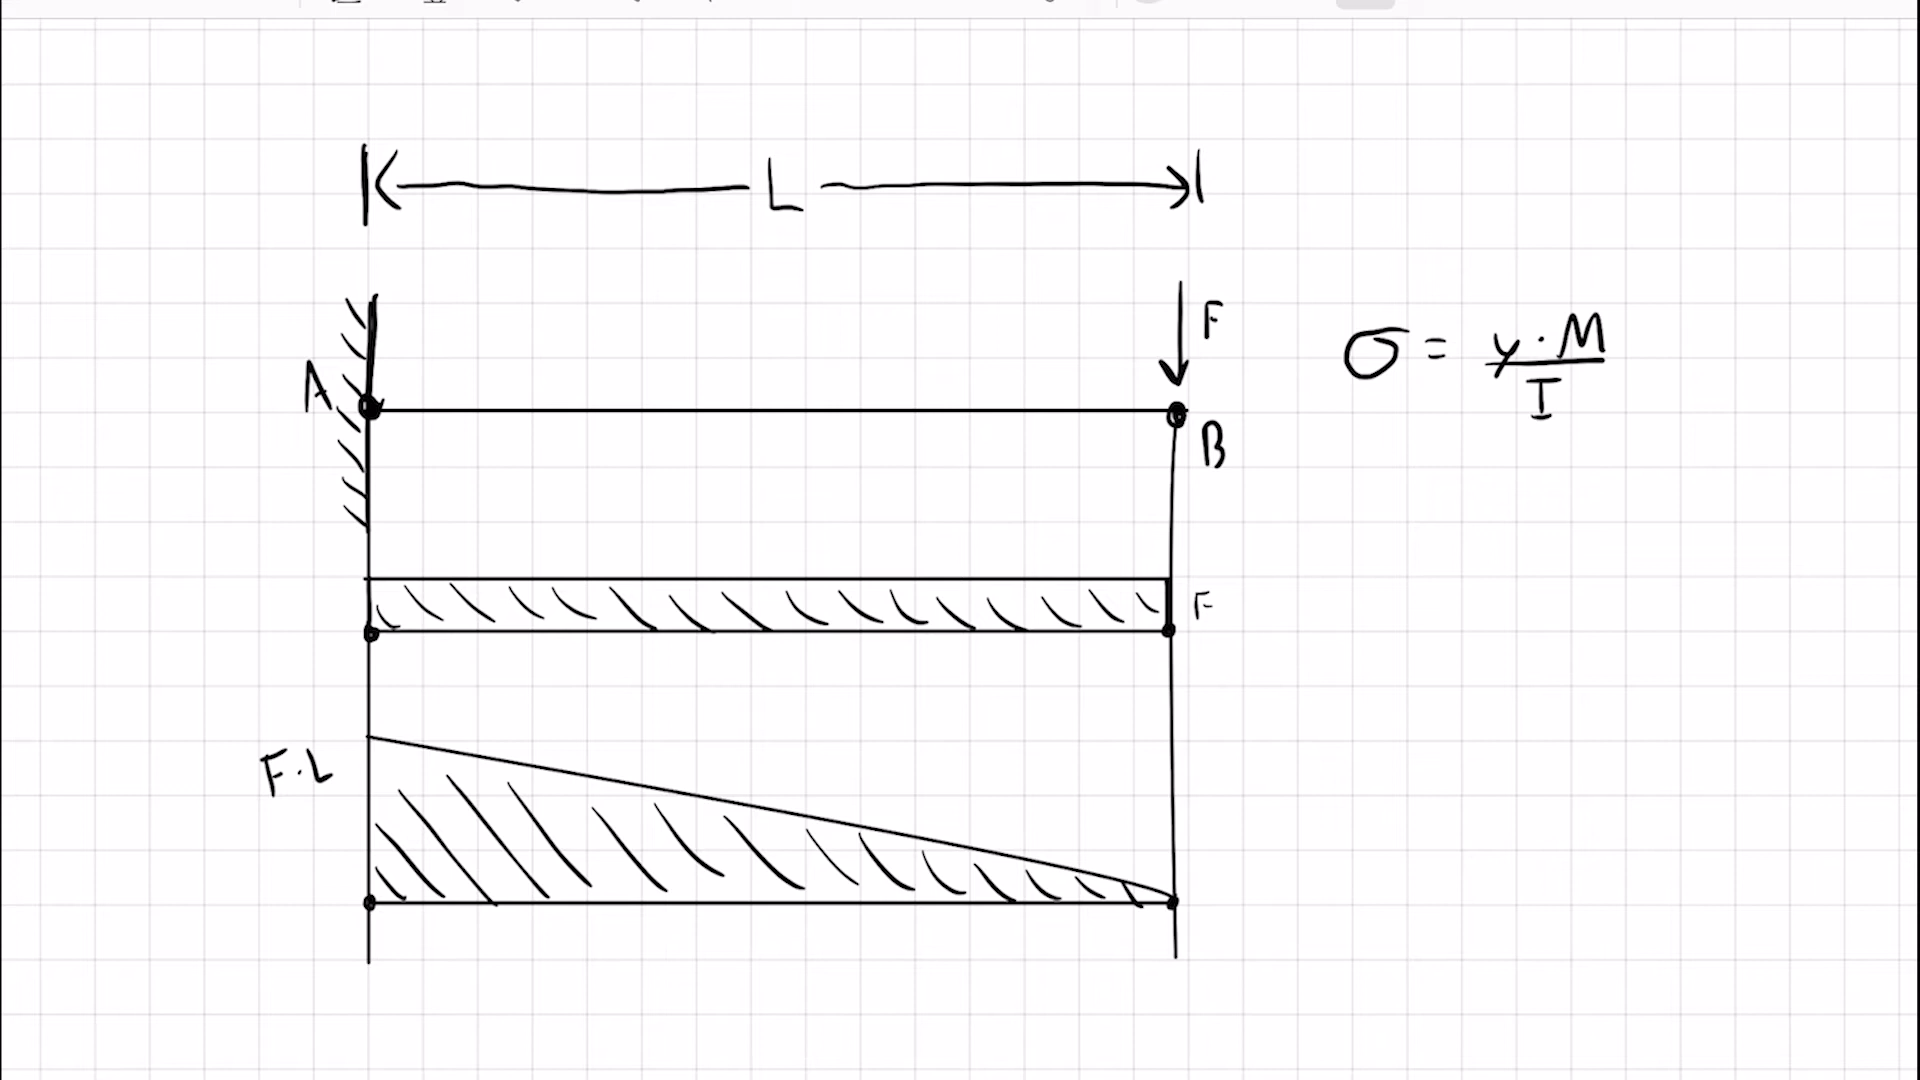 L
F
A
B
σ = y · M / I
F
F · L